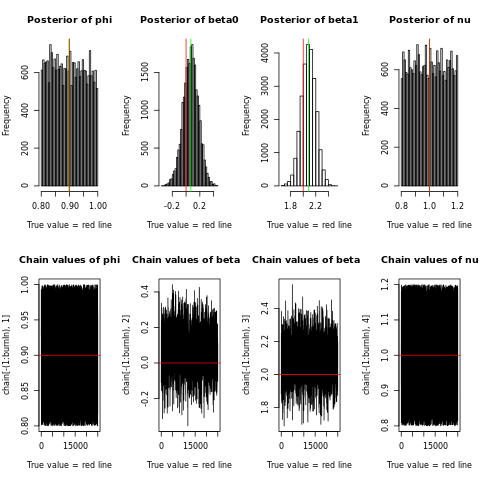 Posterior of phi
Posterior of beta0
Posterior of beta1
Posterior of nu
Frequency
0 200 400 600
0.80 0.90 1.00
True value = red line
Frequency
0 500 1000 1500
-0.2 0.2
True value = red line
Frequency
0 1000 2000 3000 4000
1.8 2.2
True value = red line
Frequency
0 200 400 600
0.8 1.0 1.2
True value = red line
Chain values of phi
Chain values of beta
Chain values of beta
Chain values of nu
chain[-(1:burnIn), 1]
0.80 0.85 0.90 0.95 1.00
0 15000
True value = red line
chain[-(1:burnIn), 2]
-0.2 0.0 0.2 0.4
0 15000
True value = red line
chain[-(1:burnIn), 3]
1.8 2.0 2.2 2.4
0 15000
True value = red line
chain[-(1:burnIn), 4]
0.8 0.9 1.0 1.1 1.2
0 15000
True value = red line